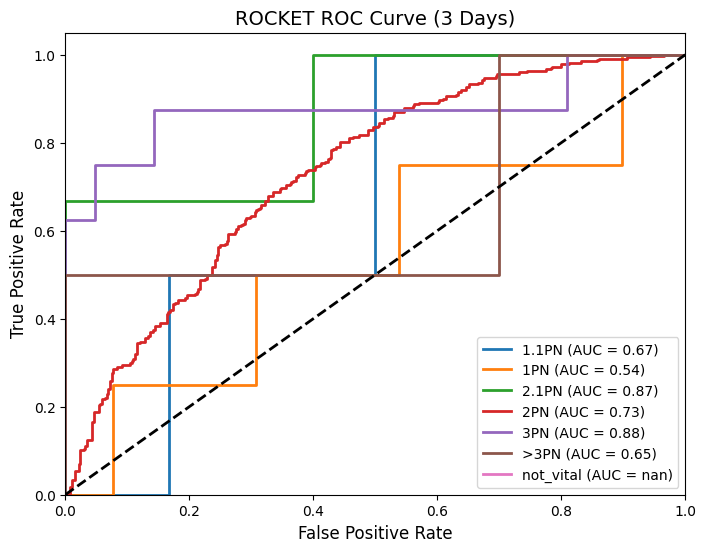 ROCKET ROC Curve (3 Days)
True Positive Rate
1.0
0.8
0.6
0.4
0.2
0.0
0.0 0.2 0.4 0.6 0.8 1.0
False Positive Rate
1.1PN (AUC = 0.67)
1PN (AUC = 0.54)
2.1PN (AUC = 0.87)
2PN (AUC = 0.73)
3PN (AUC = 0.88)
>3PN (AUC = 0.65)
not_vital (AUC = nan)